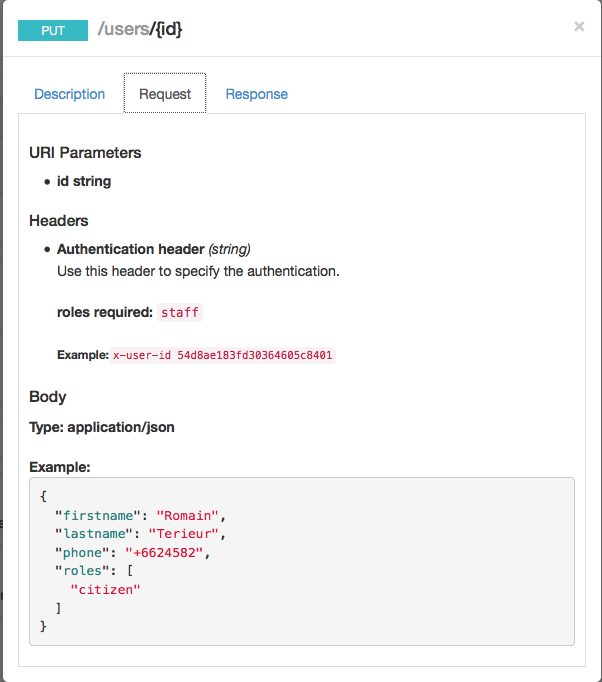 PUT /users/{id} ×
Description Request Response
URI Parameters
• id string
Headers
• Authentication header (string)
Use this header to specify the authentication.
roles required: staff
Example: x-user-id 54d8ae183fd30364605c8401
Body
Type: application/json
Example:
{
  "firstname": "Romain",
  "lastname": "Terieur",
  "phone": "+6624582",
  "roles": [
    "citizen"
  ]
}